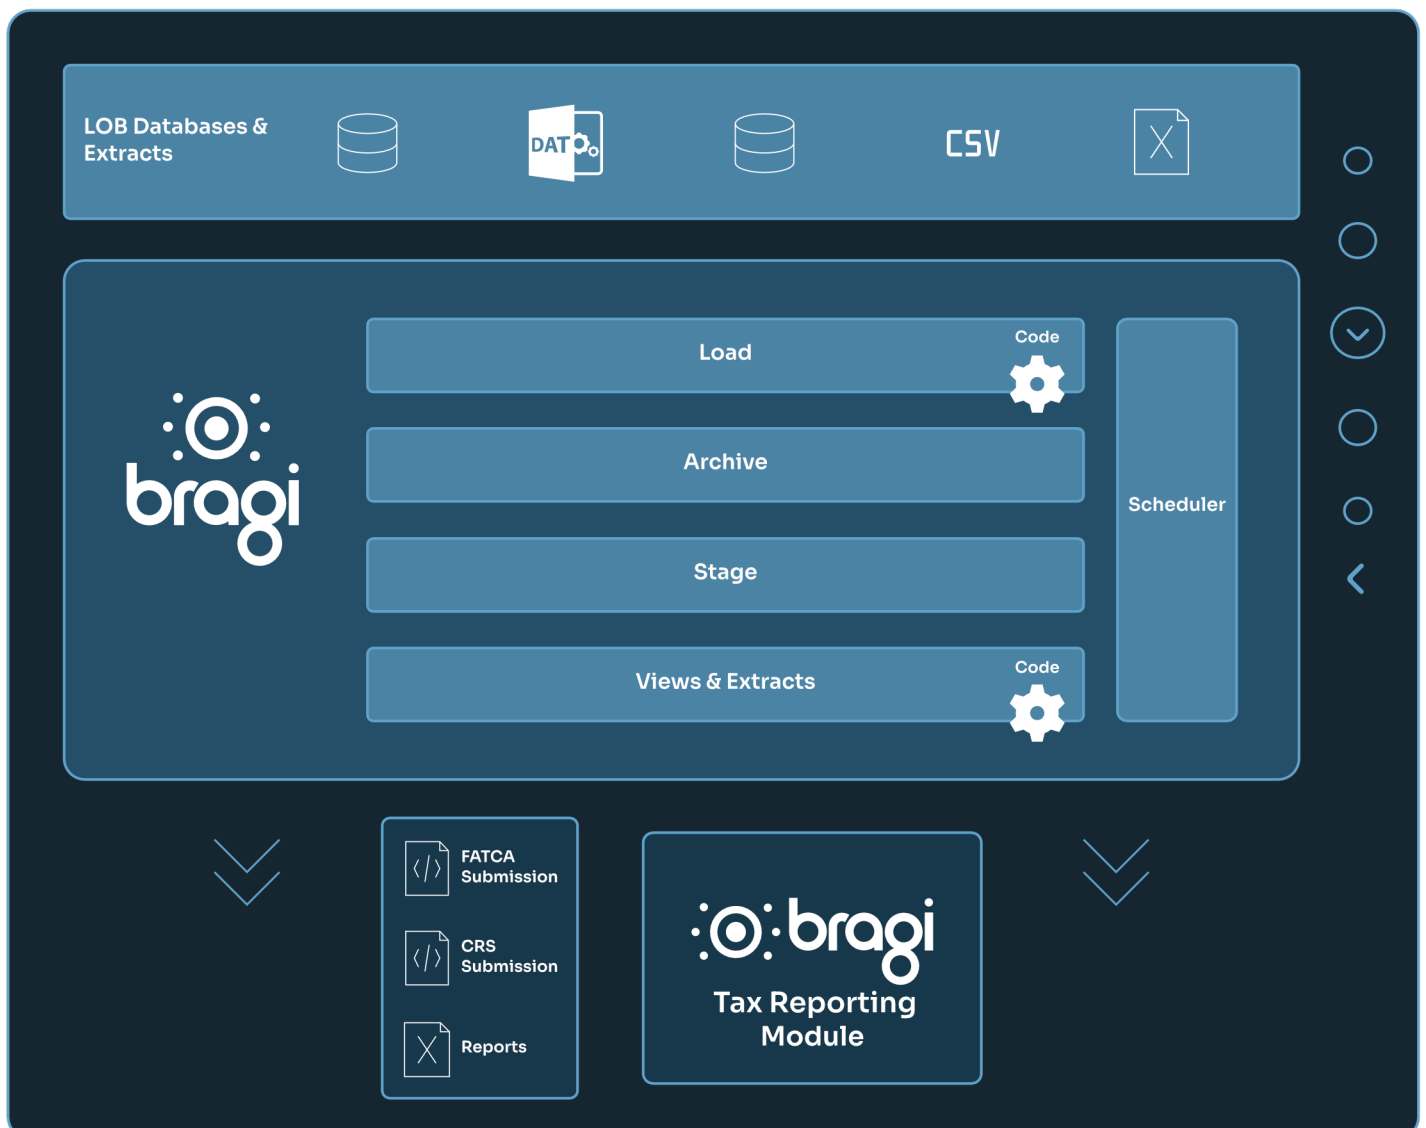 LOB Databases &
Extracts
DAT
CSV
X
Load
Code
Archive
Stage
Views & Extracts
Code
Scheduler
bragi
FATCA
Submission
CRS
Submission
X
Reports
bragi
Tax Reporting
Module